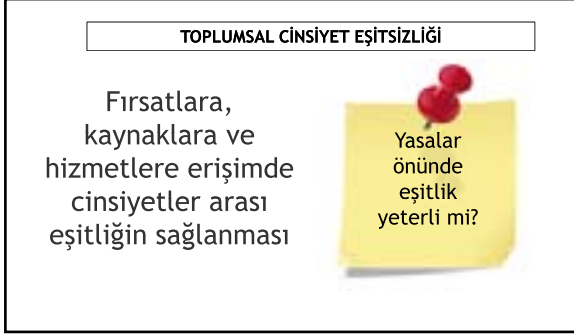 TOPLUMSAL CİNSİYET EŞİTSİZLİĞİ
Fırsatlara,
kaynaklara ve
hizmetlere erişimde
cinsiyetler arası
eşitliğin sağlanması
Yasalar
önünde
eşitlik
yeterli mi?